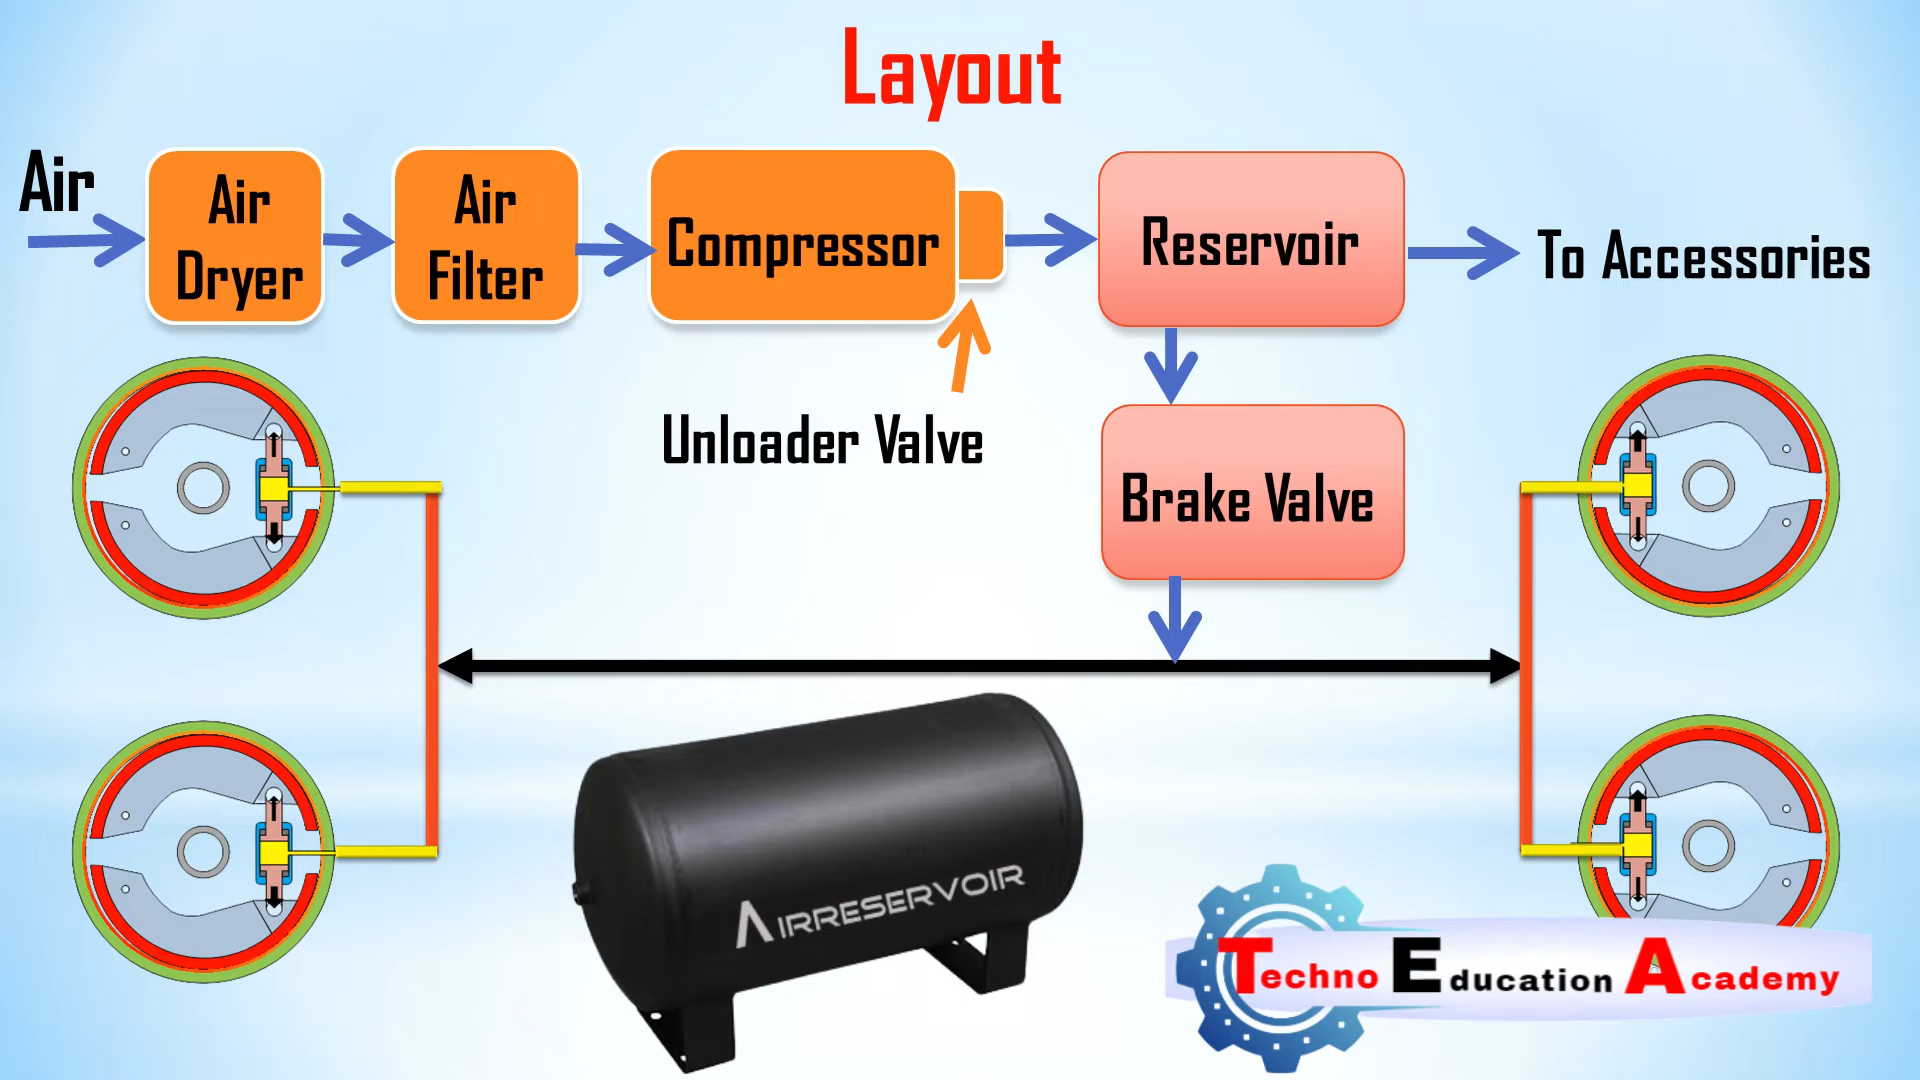 Layout
Air
Air
Dryer
Air
Filter
Compressor
Reservoir
To Accessories
Unloader Valve
Brake Valve
AIRRESERVOIR
Techno Education Academy